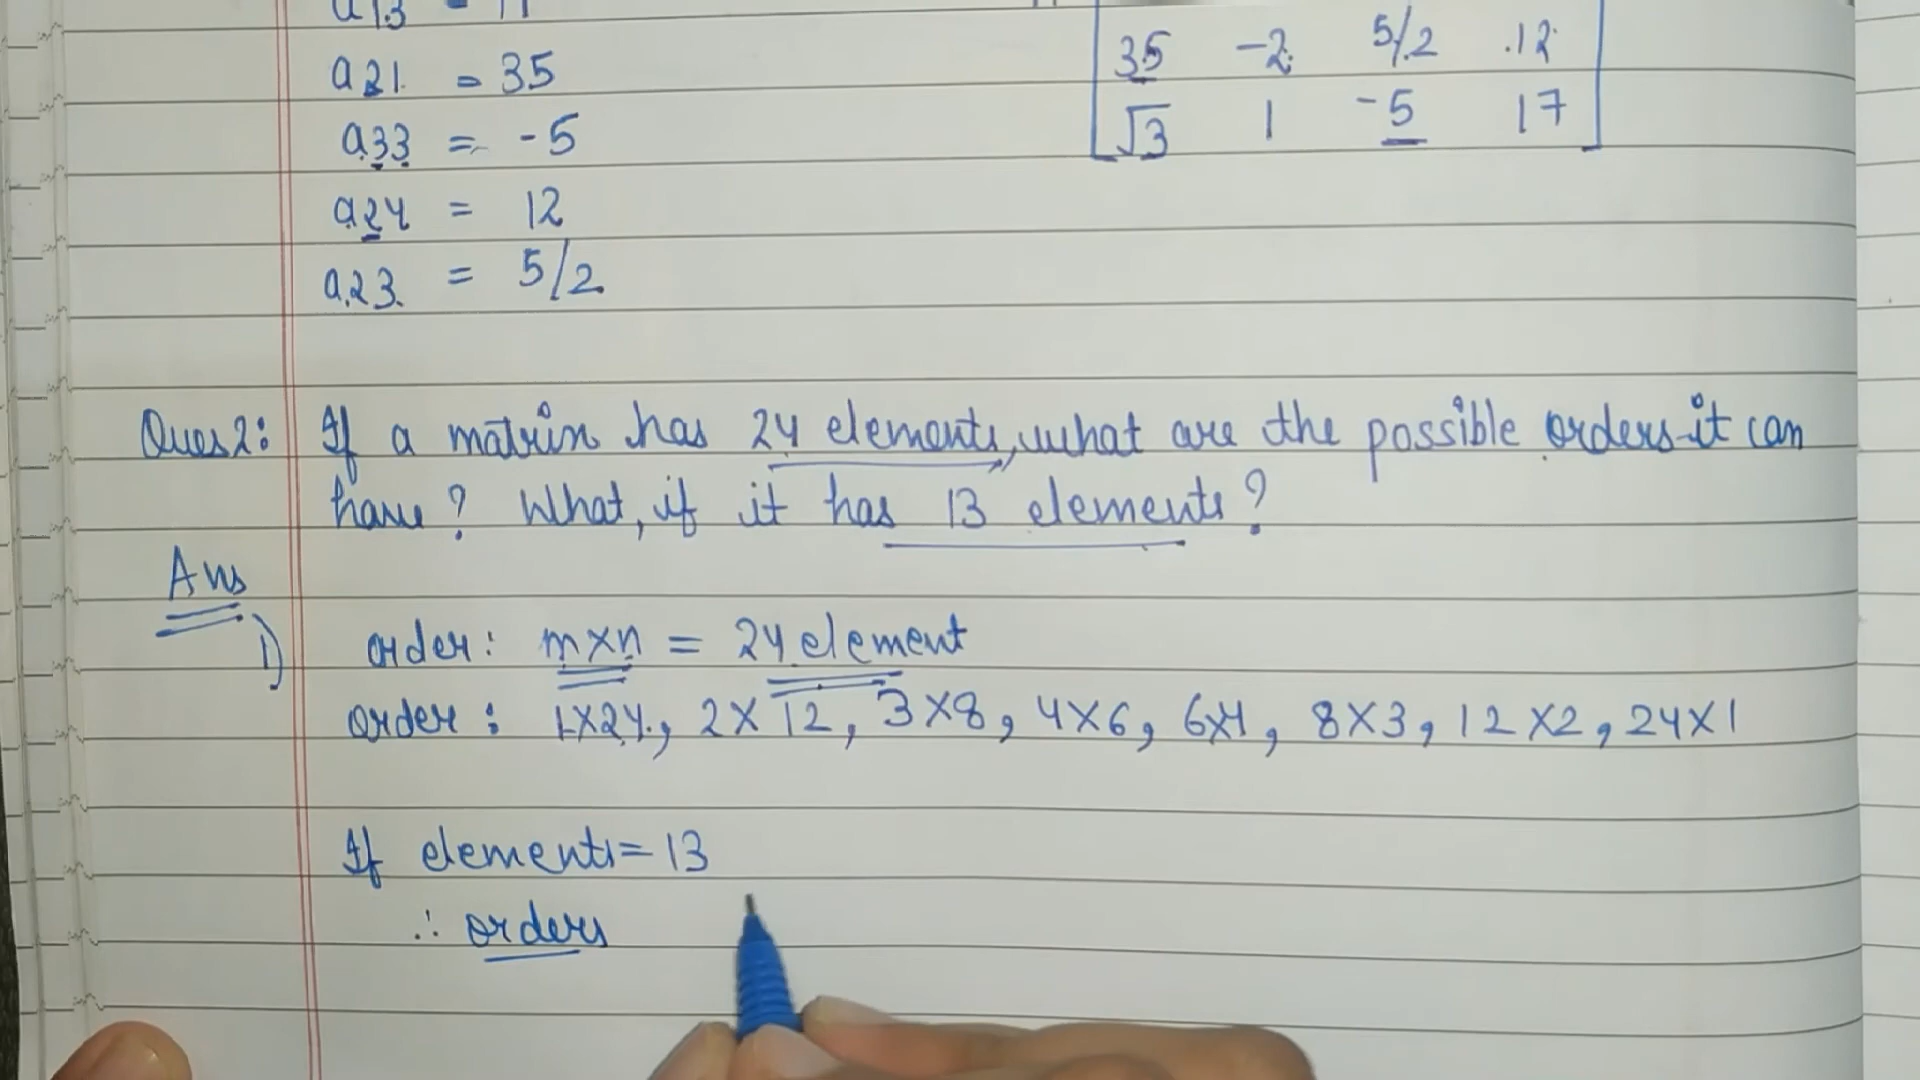 a21 = 35
a33 = -5
a24 = 12
a23 = 5/2
35 -2 5/2 12
√3 1 -5 17
Ques 2: If a matrix has 24 elements, what are the possible orders it can
have? What, if it has 13 elements?
Ans
1) order: m×n = 24 element
order: 1×24, 2×12, 3×8, 4×6, 6×4, 8×3, 12×2, 24×1
If elements = 13
∴ orders